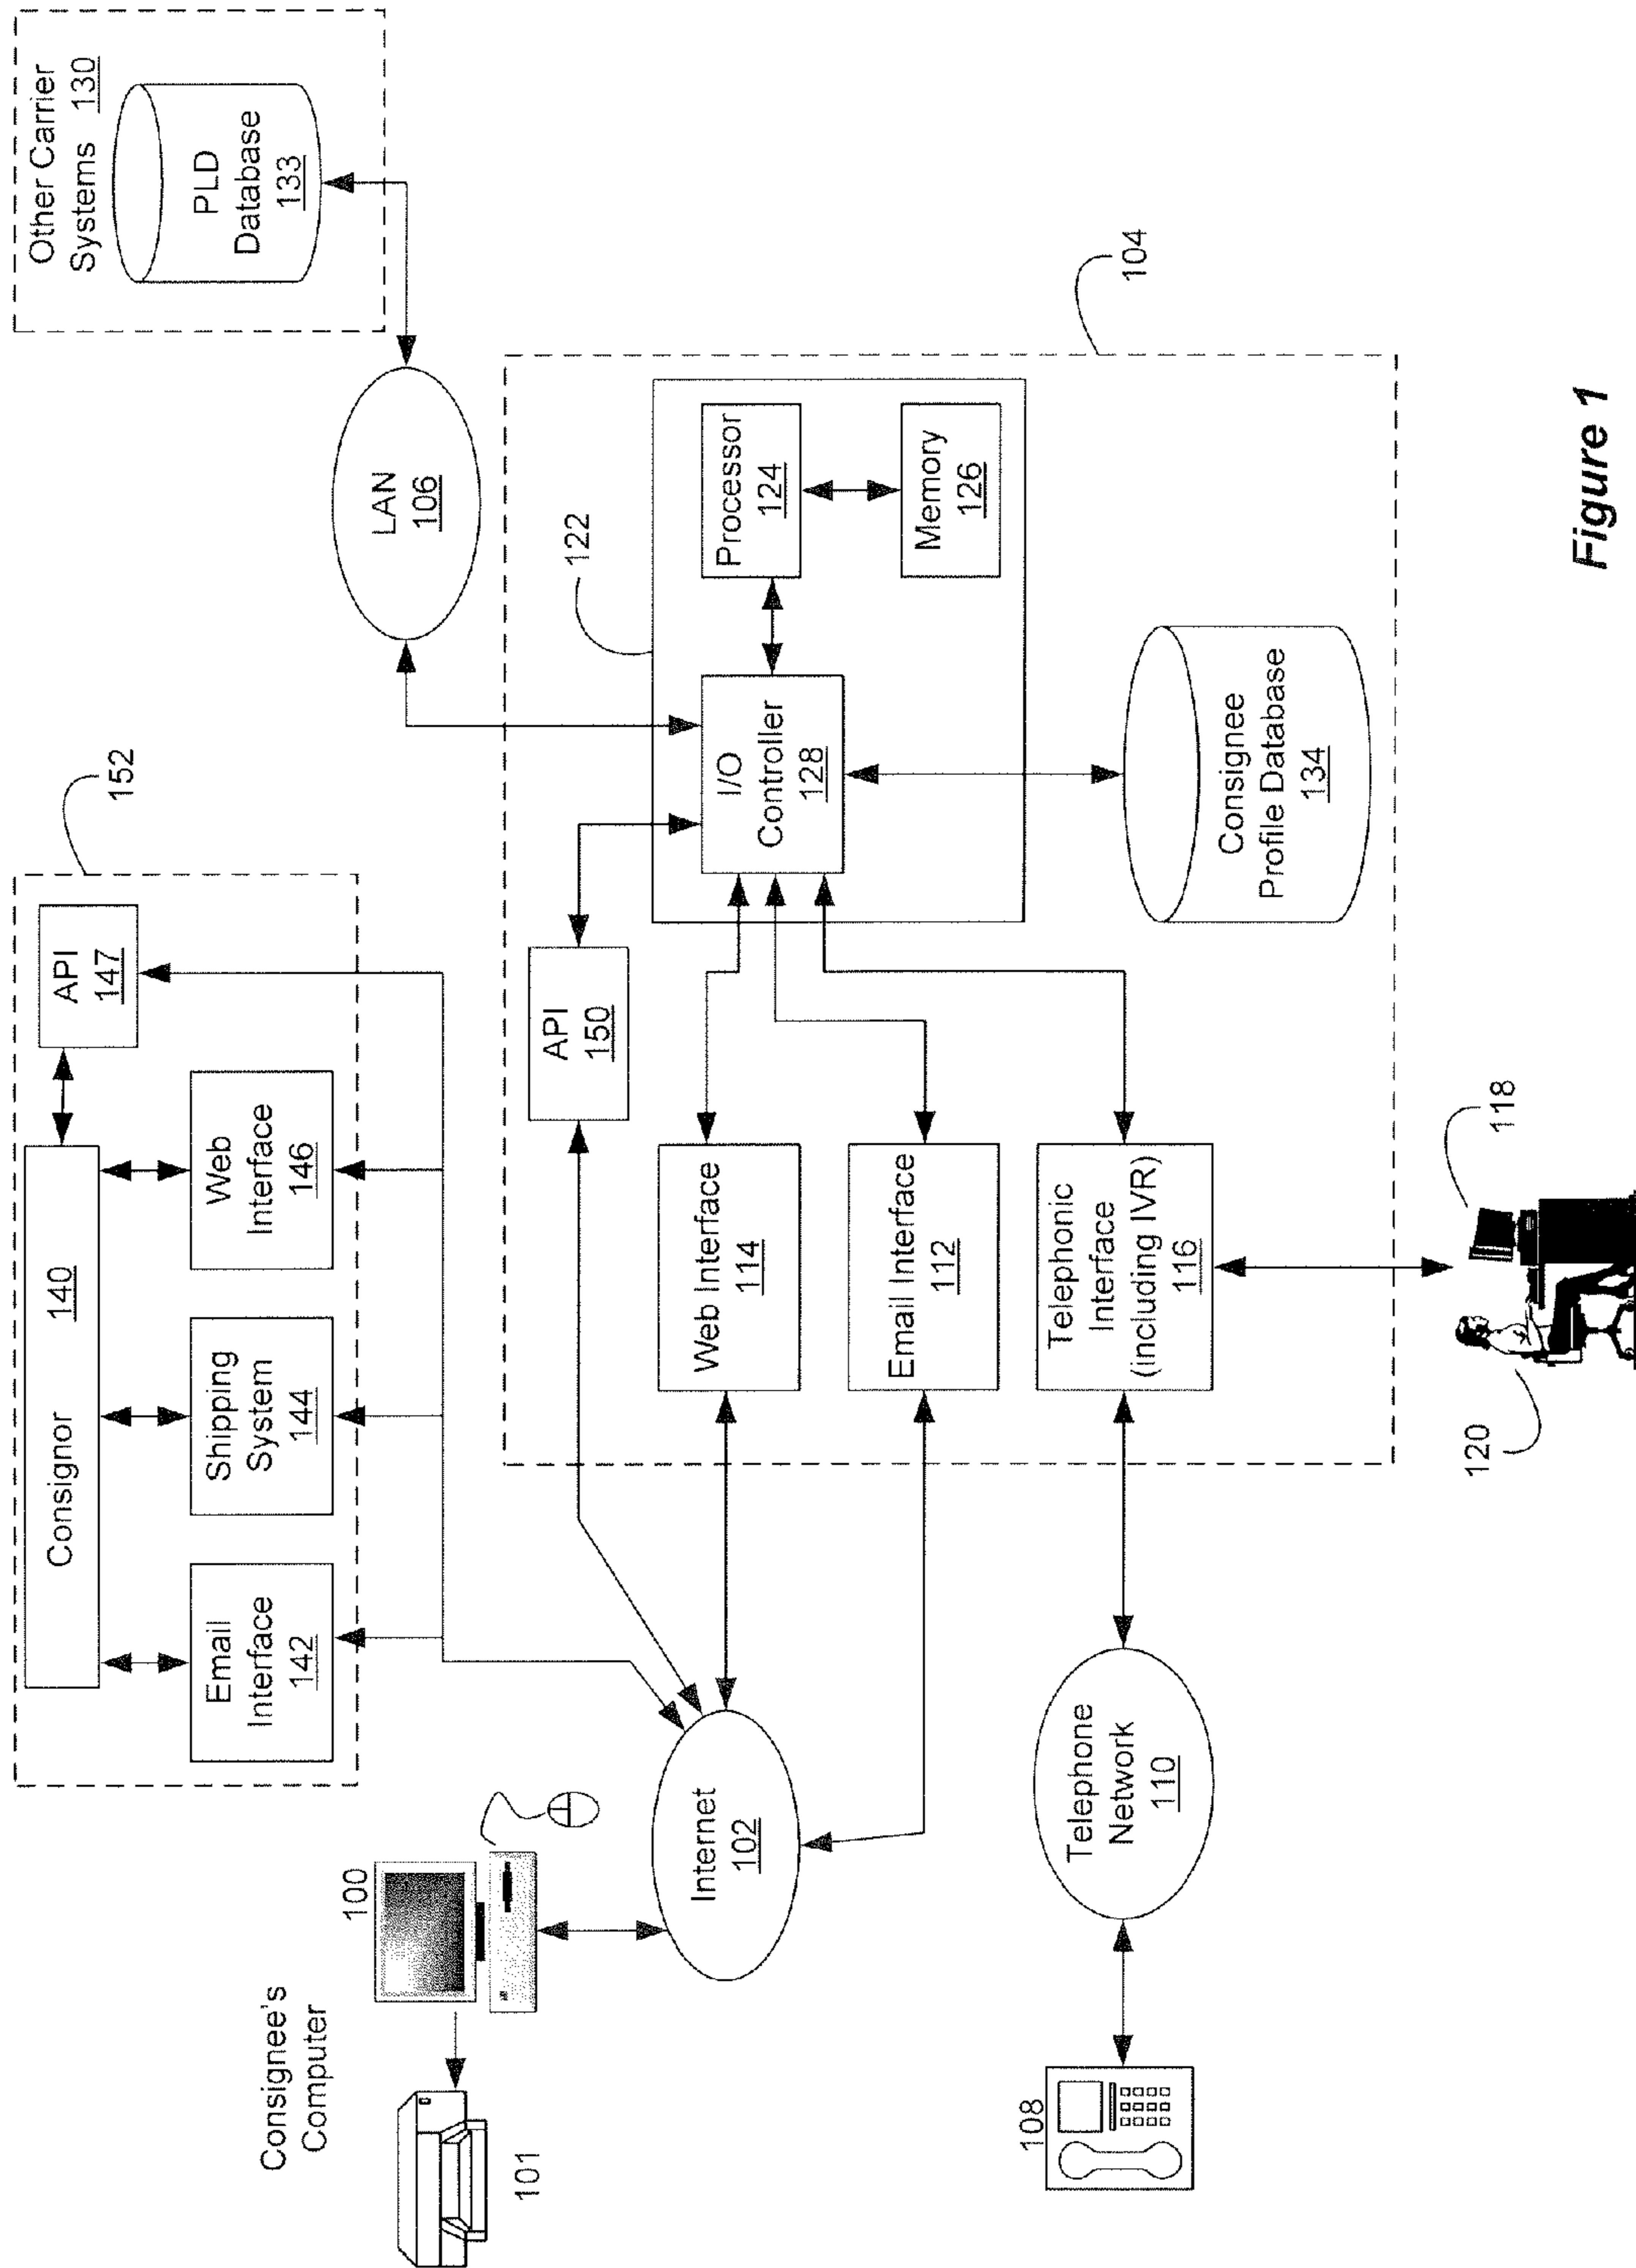 Consignee's
Computer
100
101
108
Consignor
140
Email
Interface
142
Shipping
System
144
Web
Interface
146
API
147
152
Other Carrier
Systems 130
PLD
Database
133
LAN
106
Internet
102
API
150
122
104
Web Interface
114
I/O
Controller
128
Processor
124
Memory
126
Email Interface
112
Telephonic
Interface
(including IVR)
116
Consignee
Profile Database
134
Telephone
Network
110
120
118
Figure 1